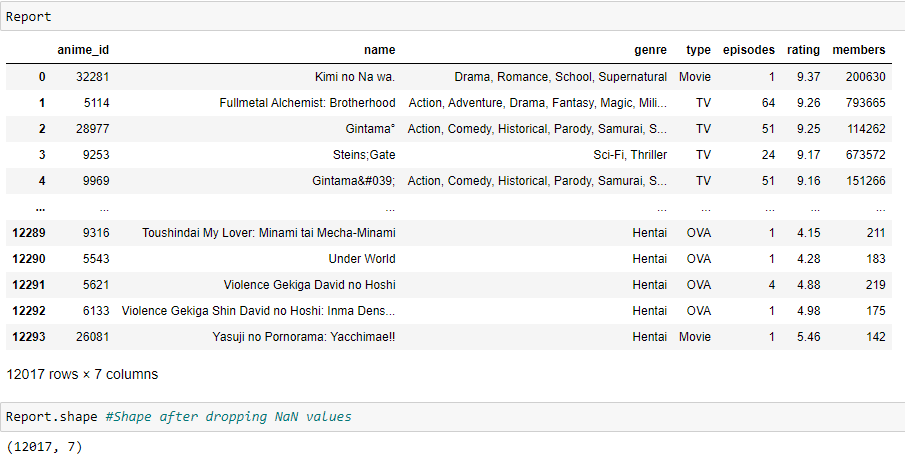 Report
anime_id name genre type episodes rating members
0 32281 Kimi no Na wa. Drama, Romance, School, Supernatural Movie 1 9.37 200630
1 5114 Fullmetal Alchemist: Brotherhood Action, Adventure, Drama, Fantasy, Magic, Mili... TV 64 9.26 793665
2 28977 Gintama° Action, Comedy, Historical, Parody, Samurai, S... TV 51 9.25 114262
3 9253 Steins;Gate Sci-Fi, Thriller TV 24 9.17 673572
4 9969 Gintama&#039; Action, Comedy, Historical, Parody, Samurai, S... TV 51 9.16 151266
... ... ... ... ... ... ... ...
12289 9316 Toushindai My Lover: Minami tai Mecha-Minami Hentai OVA 1 4.15 211
12290 5543 Under World Hentai OVA 1 4.28 183
12291 5621 Violence Gekiga David no Hoshi Hentai OVA 4 4.88 219
12292 6133 Violence Gekiga Shin David no Hoshi: Inma Dens... Hentai OVA 1 4.98 175
12293 26081 Yasuji no Pornorama: Yacchimae!! Hentai Movie 1 5.46 142
12017 rows × 7 columns
Report.shape #Shape after dropping NaN values
(12017, 7)